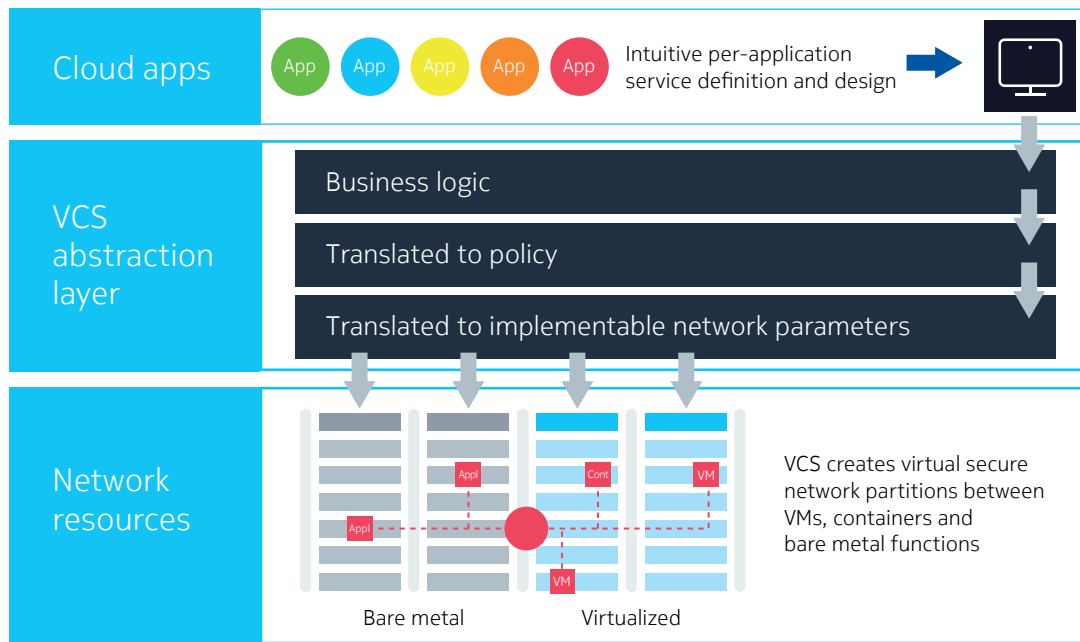 Cloud apps
App App App App App
Intuitive per-application
service definition and design
VCS
abstraction
layer
Business logic
Translated to policy
Translated to implementable network parameters
Network
resources
Appl
Cont
VM
Appl
VM
Bare metal
Virtualized
VCS creates virtual secure
network partitions between
VMs, containers and
bare metal functions